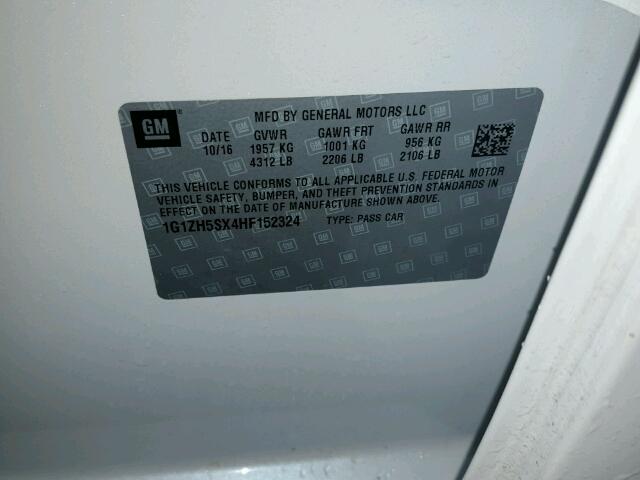 GM
MFD BY GENERAL MOTORS LLC
DATE GVWR GAWR FRT GAWR RR
10/16 1957 KG 1001 KG 956 KG
4312 LB 2206 LB 2106 LB
THIS VEHICLE CONFORMS TO ALL APPLICABLE U.S. FEDERAL MOTOR
VEHICLE SAFETY, BUMPER, AND THEFT PREVENTION STANDARDS IN
EFFECT ON THE DATE OF MANUFACTURE SHOWN ABOVE.
1G1ZH5SX4HF152324 TYPE: PASS CAR